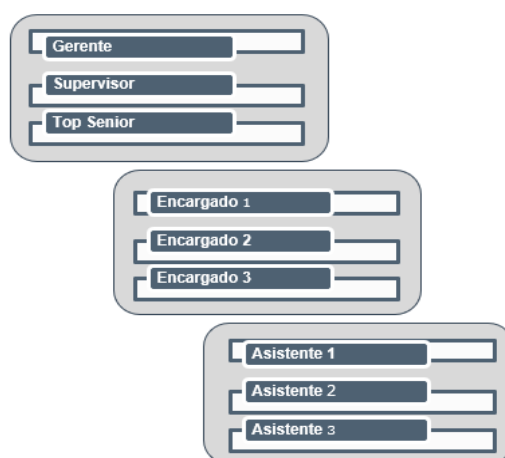 Gerente
Supervisor
Top Senior
Encargado 1
Encargado 2
Encargado 3
Asistente 1
Asistente 2
Asistente 3